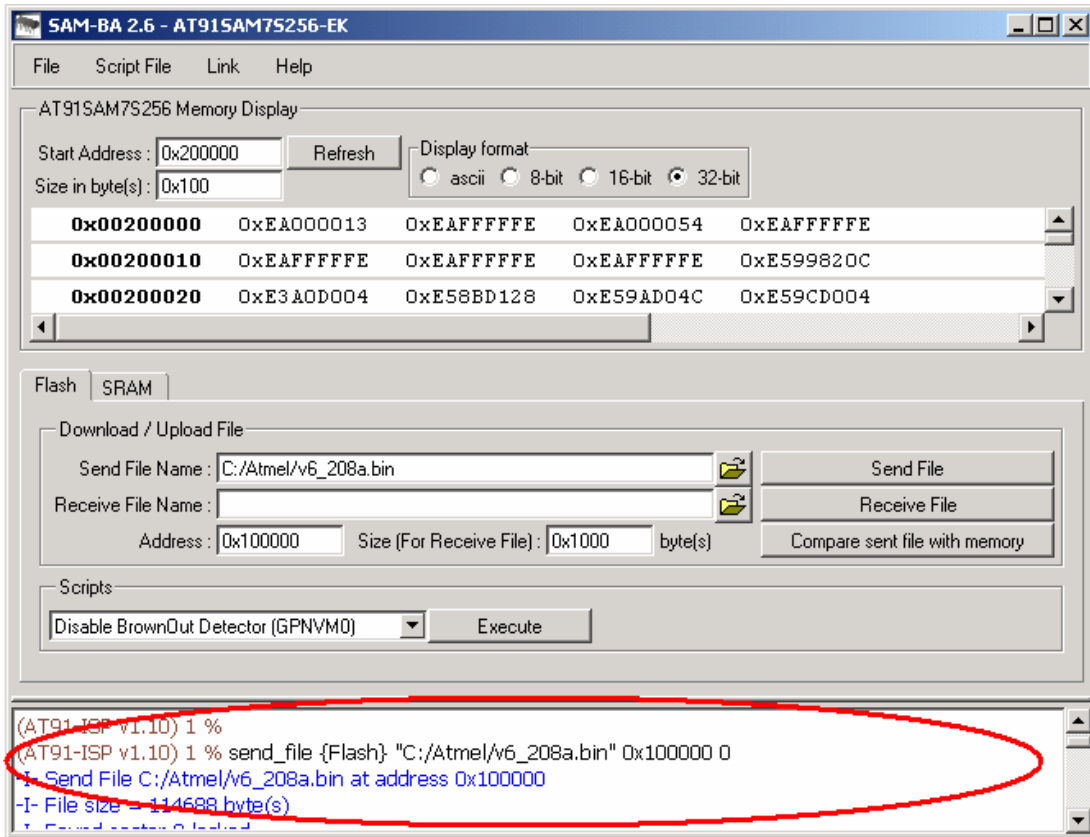 SAM-BA 2.6 - AT91SAM7S256-EK
File Script File Link Help
AT91SAM7S256 Memory Display
Start Address : 0x200000 Refresh
Size in byte(s) : 0x100
Display format
ascii 8-bit 16-bit 32-bit
0x00200000 0xEA000013 0xEAFFFFFE 0xEA000054 0xEAFFFFFE
0x00200010 0xEAFFFFFE 0xEAFFFFFE 0xEAFFFFFE 0xE599820C
0x00200020 0xE3A0D004 0xE58BD128 0xE59AD04C 0xE59CD004
Flash SRAM
Download / Upload File
Send File Name : C:/Atmel/v6_208a.bin Send File
Receive File Name : Receive File
Address : 0x100000 Size (For Receive File) : 0x1000 byte(s) Compare sent file with memory
Scripts
Disable BrownOut Detector (GPNVM0) Execute
(AT91-ISP v1.10) 1 %
(AT91-ISP v1.10) 1 % send_file {Flash} "C:/Atmel/v6_208a.bin" 0x100000 0
-I- Send File C:/Atmel/v6_208a.bin at address 0x100000
-I- File size = 114688 byte(s)
-I- Found sector 0 locked